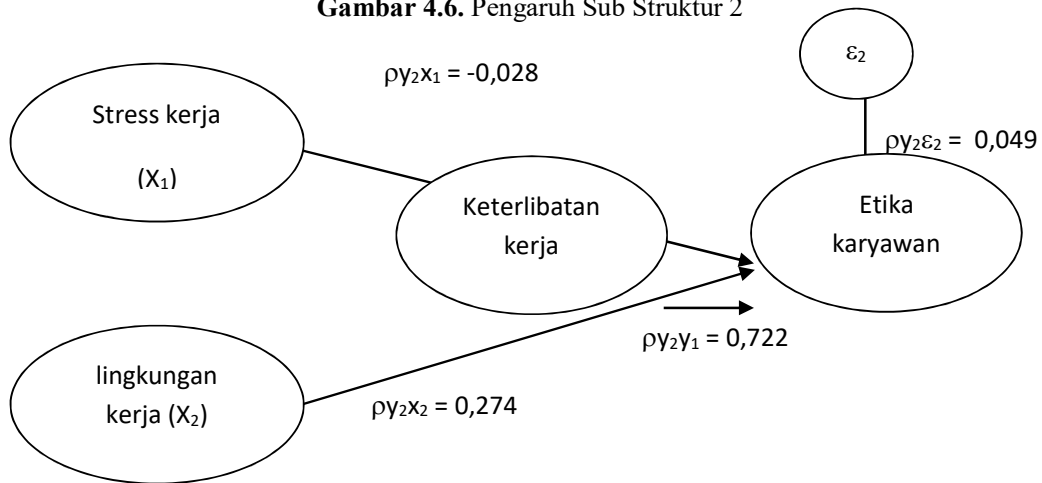 Gambar 4.6. Pengaruh Sub Struktur 2
ρy₂x₁ = -0,028
ε₂
Stress kerja
(X₁)
ρy₂ε₂ = 0,049
Keterlibatan
kerja
Etika
karyawan
ρy₂y₁ = 0,722
lingkungan
kerja (X₂)
ρy₂x₂ = 0,274